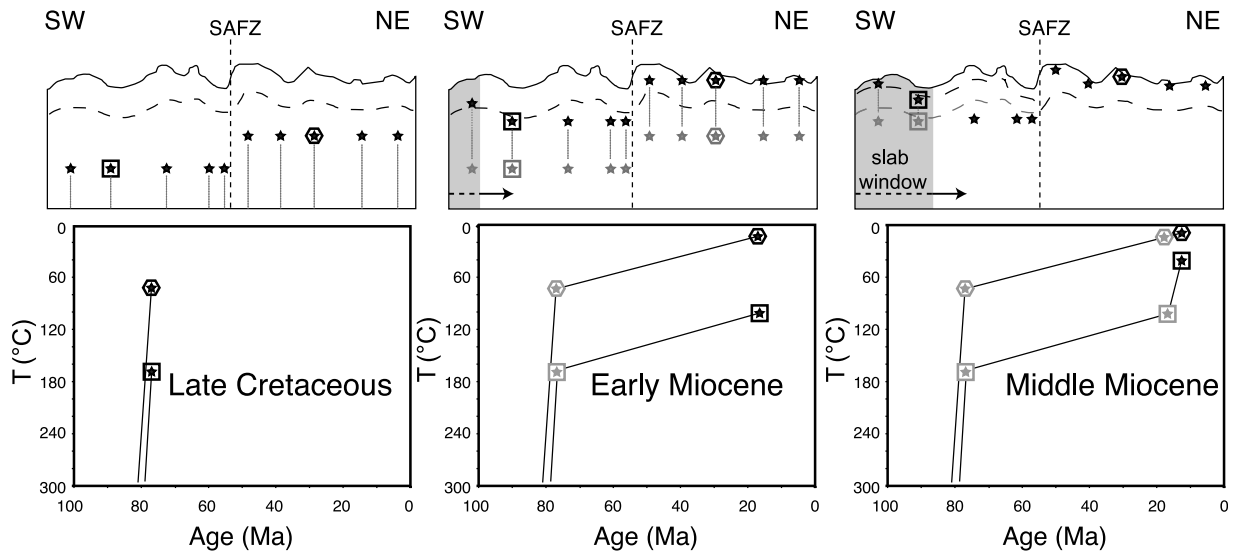 SW
SAFZ
NE
SW
SAFZ
NE
SW
SAFZ
NE
slab
window
0
60
120
180
240
300
T (°C)
Late Cretaceous
100
80
60
40
20
0
Age (Ma)
0
60
120
180
240
300
T (°C)
Early Miocene
100
80
60
40
20
0
Age (Ma)
0
60
120
180
240
300
T (°C)
Middle Miocene
100
80
60
40
20
0
Age (Ma)